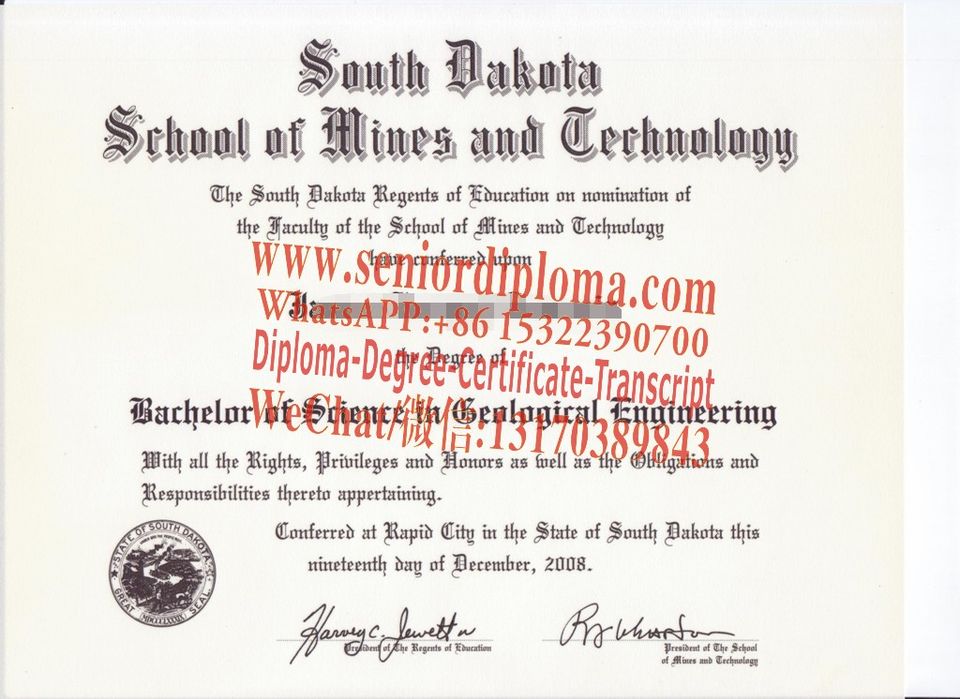 South Dakota
School of Mines and Technology
The South Dakota Regents of Education on nomination of
the Faculty of the School of Mines and Technology
have conferred upon
www.seniordiploma.com
WhatsAPP:+86 15322390700
the Degree of
Diploma-Degree-Certificate-Transcript
Bachelor of Science in Geological Engineering
WeChat/微信:13170389843
With all the Rights, Privileges and Honors as well as the Obligations and
Responsibilities thereto appertaining.
Conferred at Rapid City in the State of South Dakota this
nineteenth day of December, 2008.
STATE OF SOUTH DAKOTA
GREAT SEAL
Harvey C. Jewett
President of The Regents of Education
President of The School
of Mines and Technology